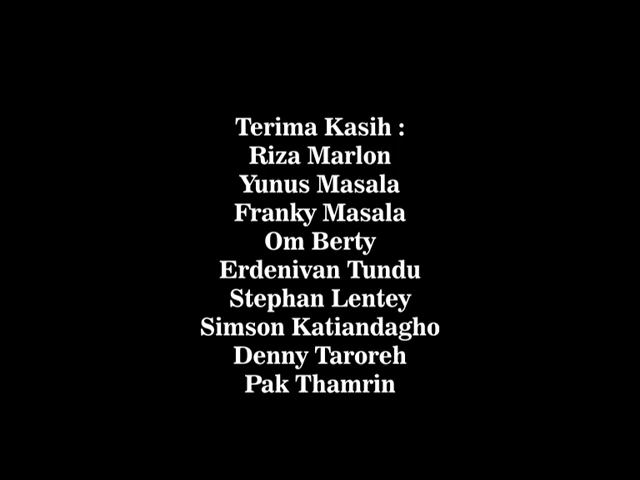 Terima Kasih :
Riza Marlon
Yunus Masala
Franky Masala
Om Berty
Erdenivan Tundu
Stephan Lentey
Simson Katiandagho
Denny Taroreh
Pak Thamrin